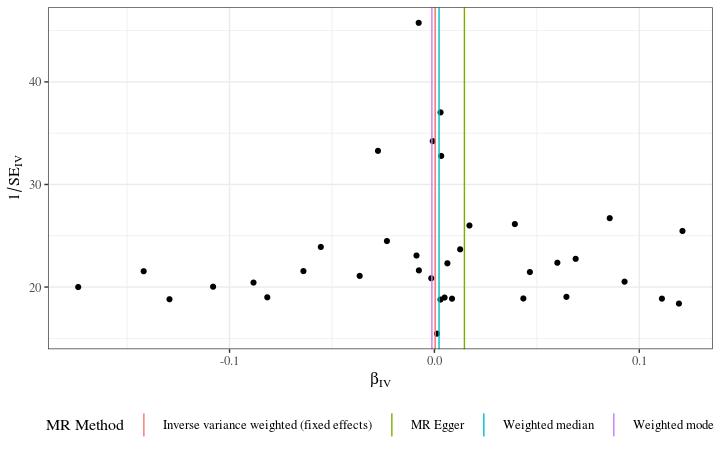 40
30
20
1/SE_IV
-0.1 0.0 0.1
β_IV
MR Method Inverse variance weighted (fixed effects) MR Egger Weighted median Weighted mode